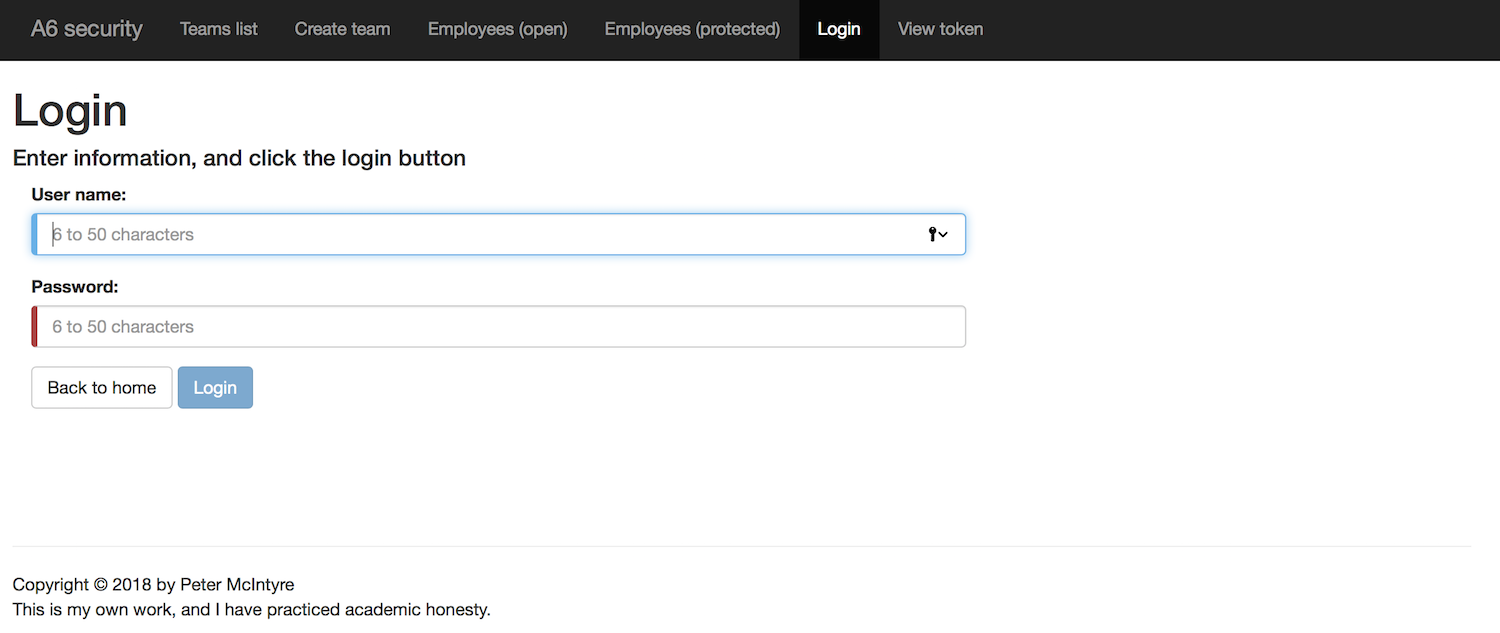 A6 security Teams list Create team Employees (open) Employees (protected) Login View token
Login
Enter information, and click the login button
User name:
6 to 50 characters
Password:
6 to 50 characters
Back to home Login
Copyright © 2018 by Peter McIntyre
This is my own work, and I have practiced academic honesty.